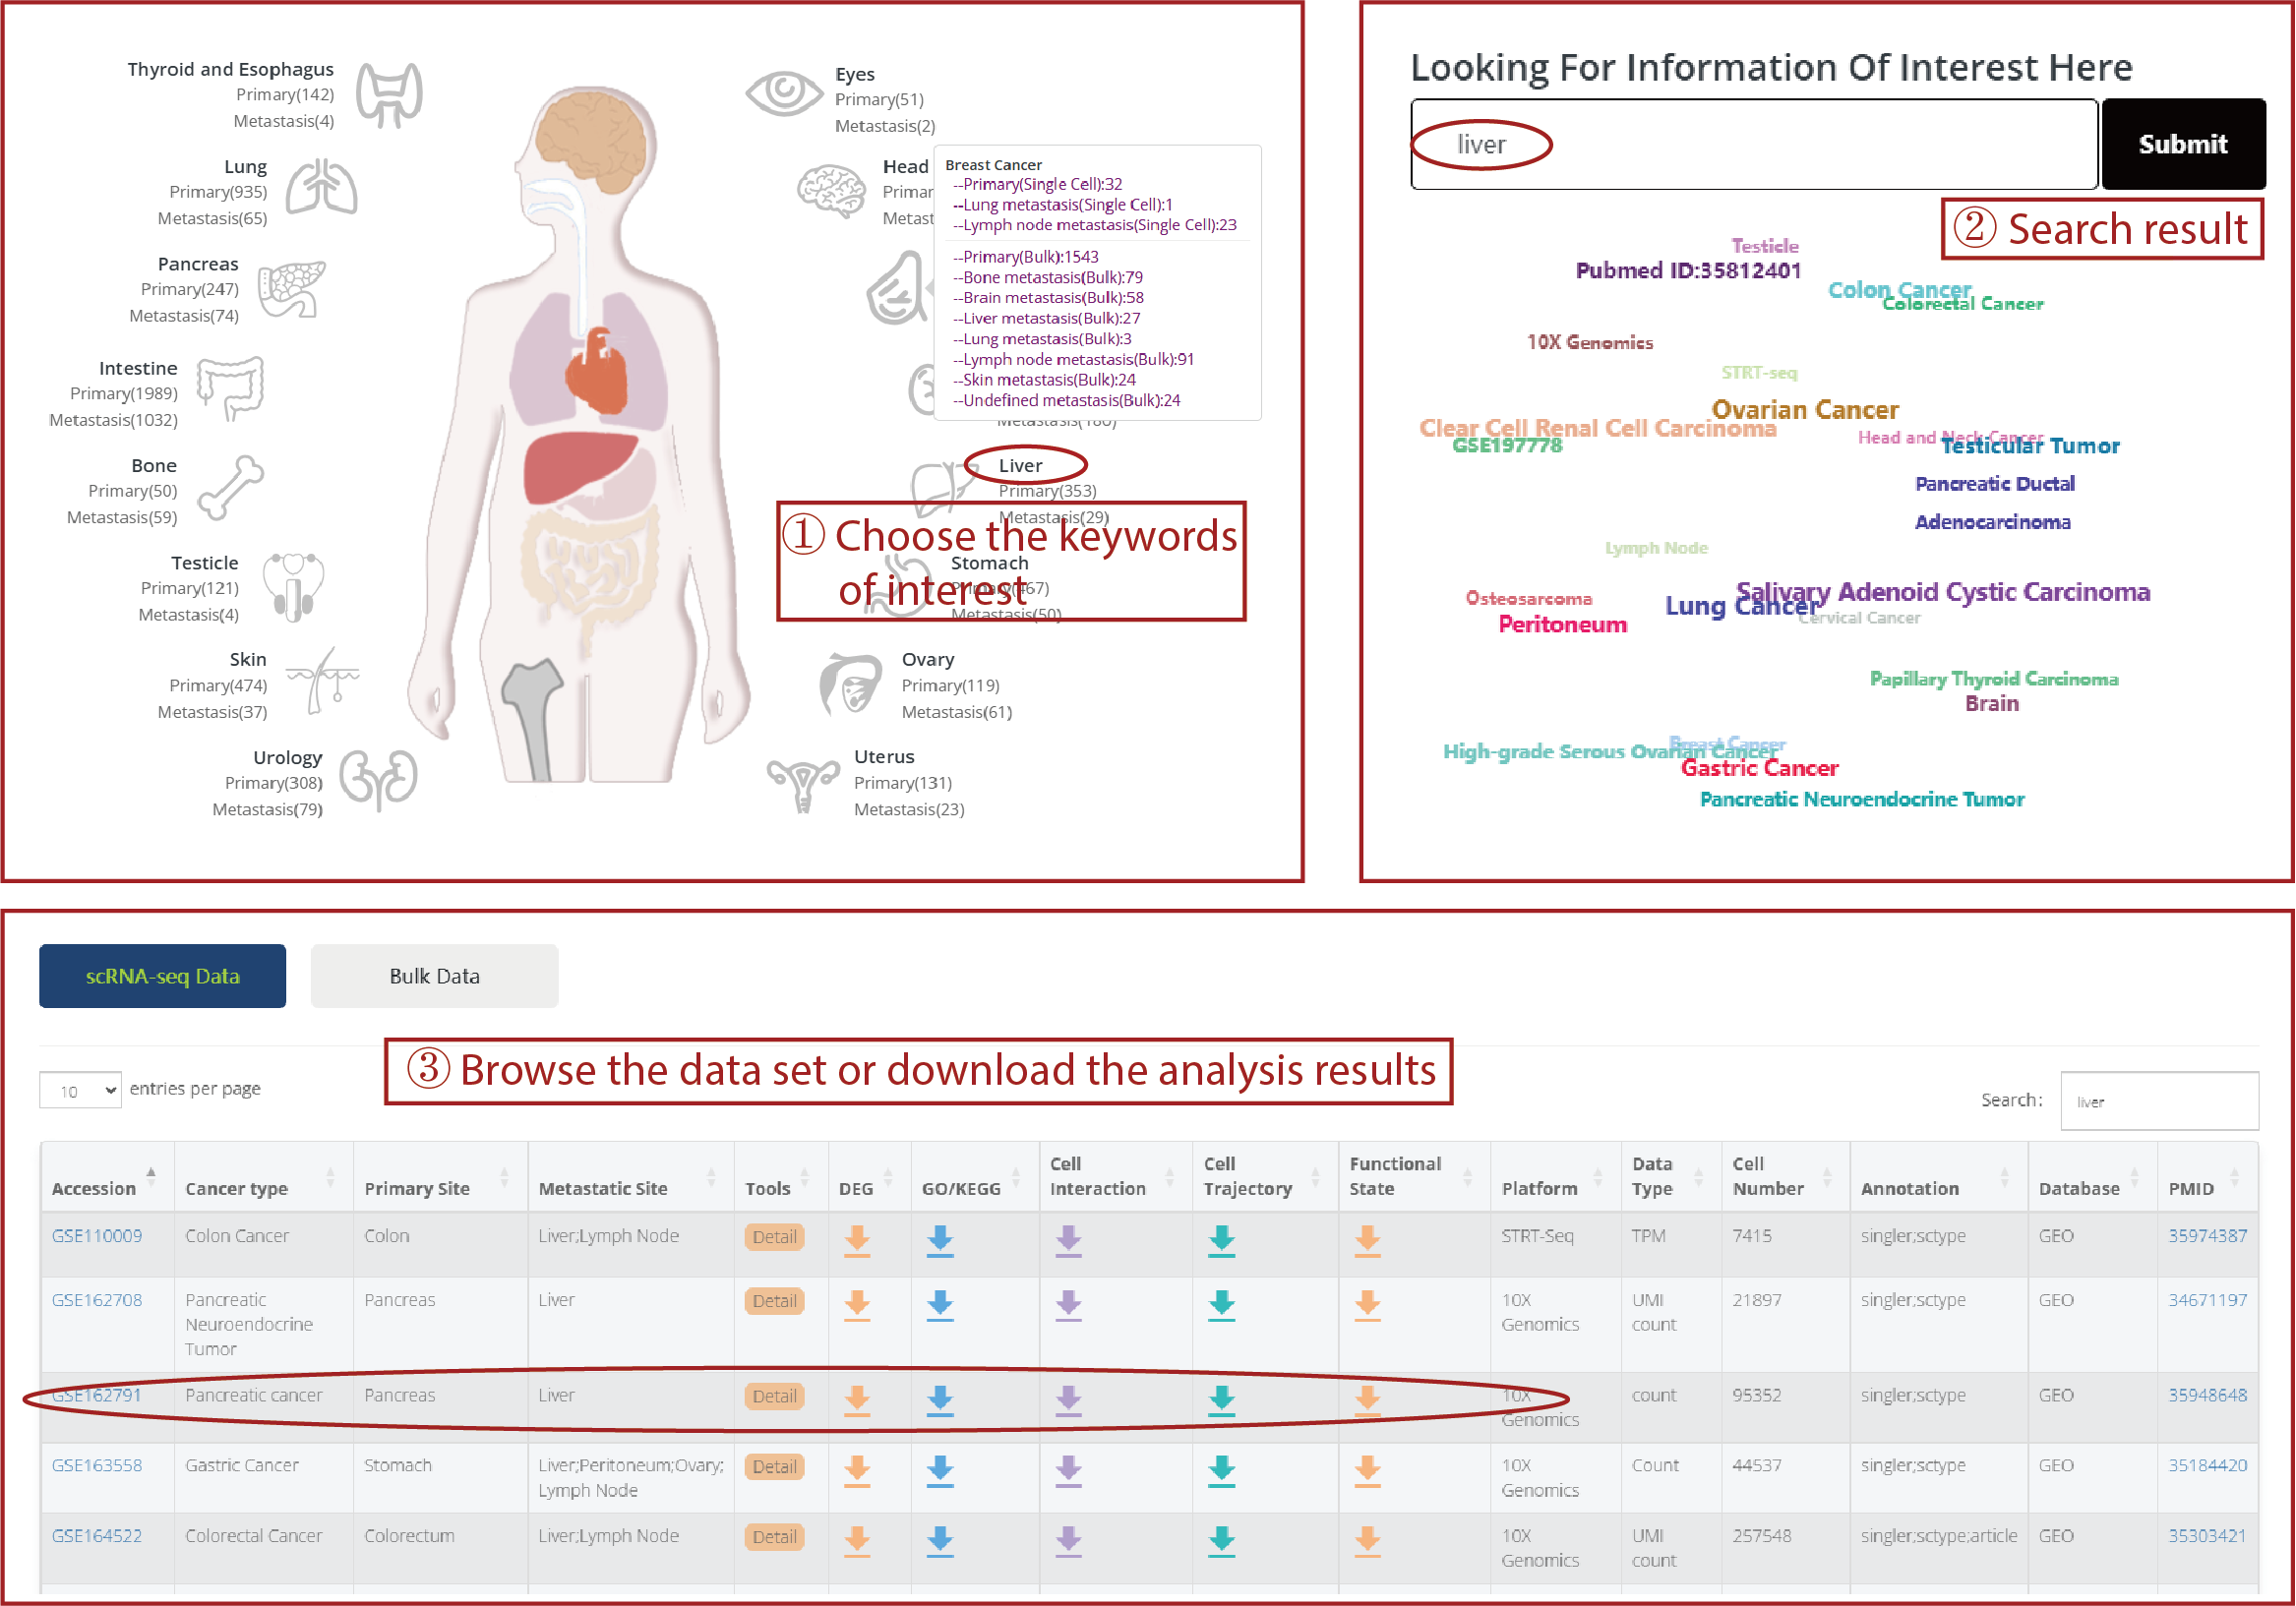 Thyroid and Esophagus
Primary(142)
Metastasis(4)
Lung
Primary(935)
Metastasis(65)
Pancreas
Primary(247)
Metastasis(74)
Intestine
Primary(1989)
Metastasis(1032)
Bone
Primary(50)
Metastasis(59)
Testicle
Primary(121)
Metastasis(4)
Skin
Primary(474)
Metastasis(37)
Urology
Primary(308)
Metastasis(79)
Eyes
Primary(51)
Metastasis(2)
Head
Breast Cancer
--Primary(Single Cell):32
--Lung metastasis(Single Cell):1
--Lymph node metastasis(Single Cell):23
--Primary(Bulk):1543
--Bone metastasis(Bulk):79
--Brain metastasis(Bulk):58
--Liver metastasis(Bulk):27
--Lung metastasis(Bulk):3
--Lymph node metastasis(Bulk):91
--Skin metastasis(Bulk):24
--Undefined metastasis(Bulk):24
Liver
Primary(353)
Metastasis(29)
① Choose the keywords
of interest
Stomach
Primary(467)
Metastasis(50)
Ovary
Primary(119)
Metastasis(61)
Uterus
Primary(131)
Metastasis(23)
Looking For Information Of Interest Here
liver
Submit
② Search result
Testicle
Pubmed ID:35812401
Colon Cancer
Colorectal Cancer
10X Genomics
STRT-seq
Ovarian Cancer
Clear Cell Renal Cell Carcinoma
Head and Neck Cancer
GSE197778
Testicular Tumor
Pancreatic Ductal
Adenocarcinoma
Lymph Node
Salivary Adenoid Cystic Carcinoma
Osteosarcoma
Lung Cancer
Cervical Cancer
Peritoneum
Papillary Thyroid Carcinoma
Brain
Breast Cancer
High-grade Serous Ovarian Cancer
Gastric Cancer
Pancreatic Neuroendocrine Tumor
scRNA-seq Data Bulk Data
③ Browse the data set or download the analysis results
10 entries per page
Search: liver
Accession Cancer type Primary Site Metastatic Site Tools DEG GO/KEGG Cell Interaction Cell Trajectory Functional State Platform Data Type Cell Number Annotation Database PMID
GSE110009 Colon Cancer Colon Liver;Lymph Node Detail STRT-Seq TPM 7415 singler;sctype GEO 35974387
GSE162708 Pancreatic Neuroendocrine Tumor Pancreas Liver Detail 10X Genomics UMI count 21897 singler;sctype GEO 34671197
GSE162791 Pancreatic cancer Pancreas Liver Detail 10X Genomics count 95352 singler;sctype GEO 35948648
GSE163558 Gastric Cancer Stomach Liver;Peritoneum;Ovary;Lymph Node Detail 10X Genomics Count 44537 singler;sctype GEO 35184420
GSE164522 Colorectal Cancer Colorectum Liver;Lymph Node Detail 10X Genomics UMI count 257548 singler;sctype;article GEO 35303421